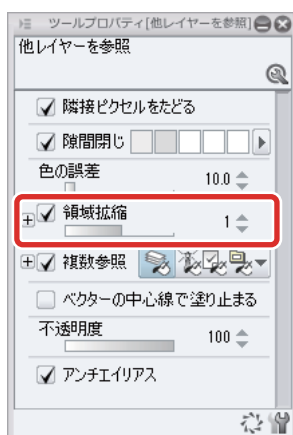 ツールプロパティ[他レイヤーを参照]
他レイヤーを参照
隣接ピクセルをたどる
隙間閉じ
色の誤差 10.0
領域拡縮 1
複数参照
ベクターの中心線で塗り止まる
不透明度 100
アンチエイリアス